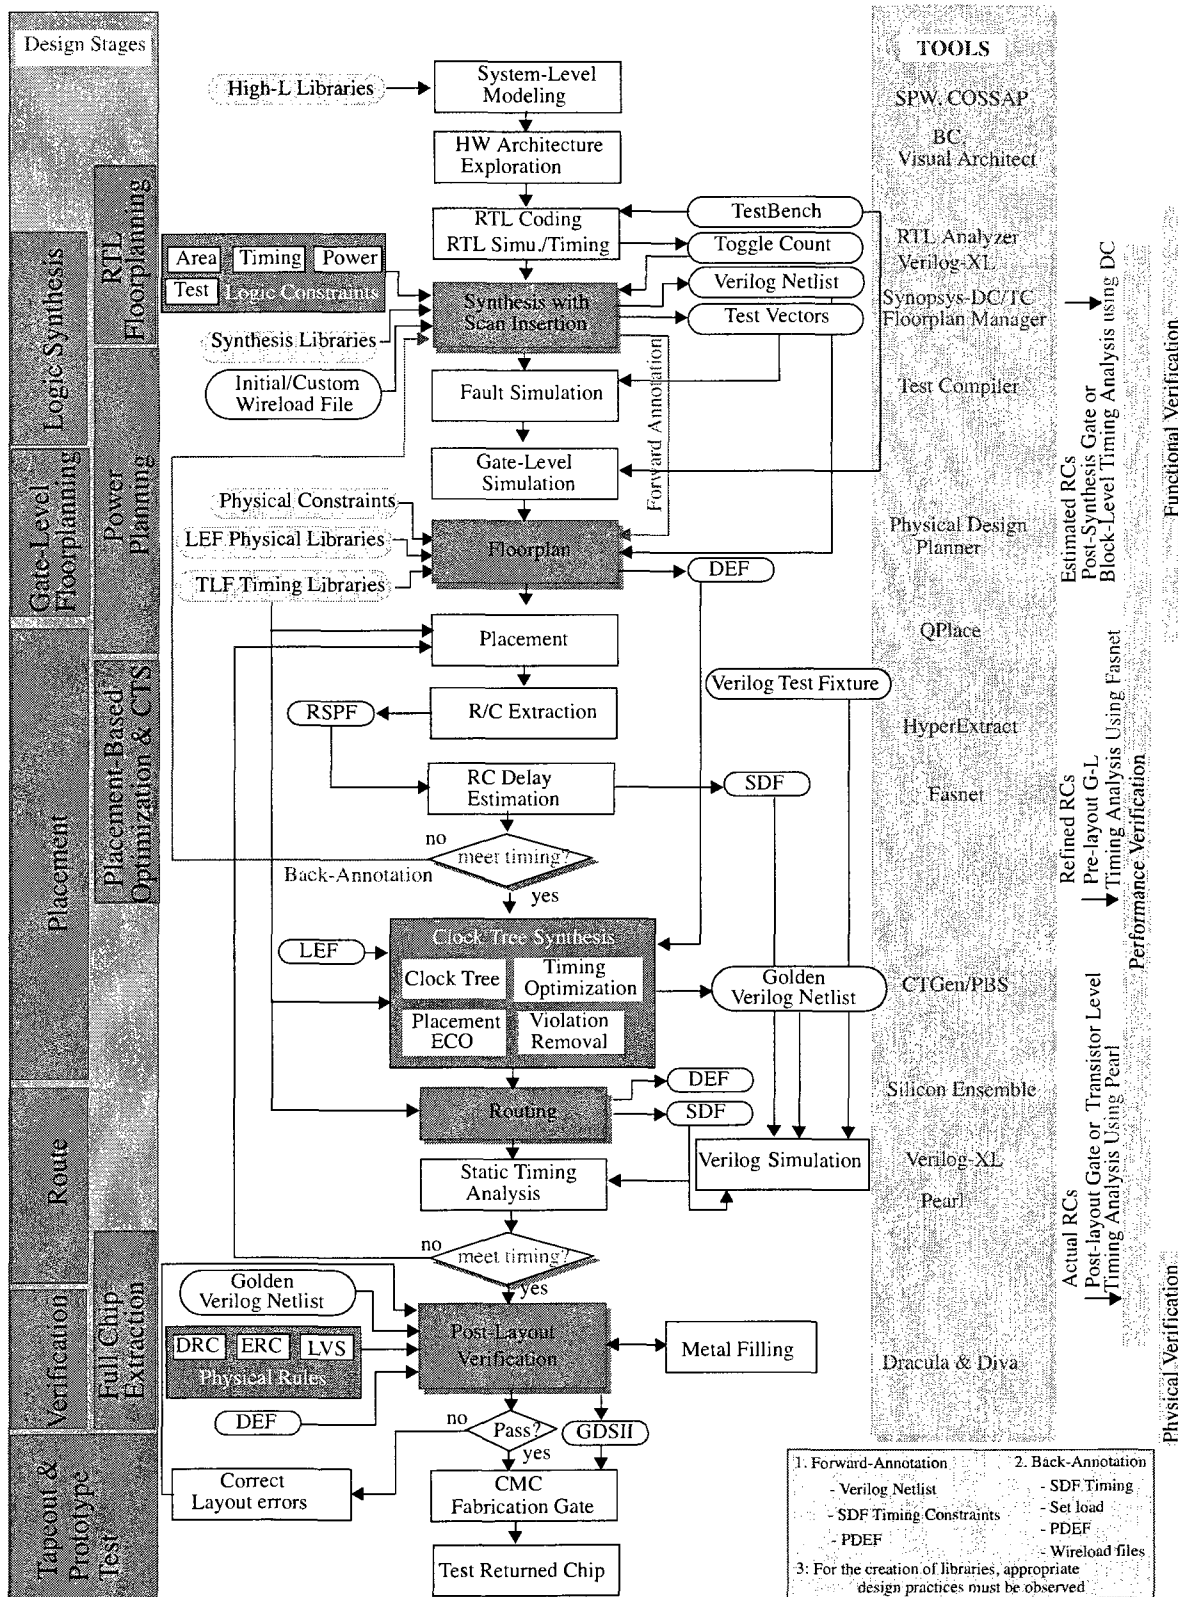 Design Stages
RTL
Floorplanning
Logic Synthesis
Power
Planning
Gate-Level
Floorplanning
Placement-Based
Optimization & CTS
Placement
Route
Full Chip
Extraction
Verification
Tapeout &
Prototype
Test
High-L Libraries
System-Level
Modeling
HW Architecture
Exploration
RTL Coding
RTL Simu./Timing
TestBench
Toggle Count
Area
Timing
Power
Test
Logic Constraints
Synthesis with
Scan Insertion
Verilog Netlist
Test Vectors
Synthesis Libraries
Initial/Custom
Wireload File
Fault Simulation
Forward Annotation
Gate-Level
Simulation
Physical Constraints
LEF Physical Libraries
TLF Timing Libraries
Floorplan
DEF
Placement
Verilog Test Fixture
RSPF
R/C Extraction
RC Delay
Estimation
SDF
no
meet timing?
Back-Annotation
yes
Clock Tree Synthesis
LEF
Clock Tree
Timing
Optimization
Placement
ECO
Violation
Removal
Golden
Verilog Netlist
DEF
Routing
SDF
Verilog Simulation
Static Timing
Analysis
no
meet timing?
yes
Golden
Verilog Netlist
DRC
ERC
LVS
Physical Rules
DEF
Post-Layout
Verification
Metal Filling
no
Pass?
yes
GDSII
Correct
Layout errors
CMC
Fabrication Gate
Test Returned Chip
TOOLS
SPW, COSSAP
BC,
Visual Architect
RTL Analyzer
Verilog-XL
Synopsys-DC/TC
Floorplan Manager
Test Compiler
Physical Design
Planner
QPlace
HyperExtract
Fasnet
CTGen/PBS
Silicon Ensemble
Verilog-XL
Pearl
Dracula & Diva
Estimated RCs
Post-Synthesis Gate or
Block-Level Timing Analysis using DC
Functional Verification
Refined RCs
Pre-layout G-L
Timing Analysis Using Fasnet
Performance Verification
Actual RCs
Post-layout Gate or Transistor Level
Timing Analysis Using Pearl
Physical Verification
1. Forward-Annotation
- Verilog Netlist
- SDF Timing Constraints
- PDEF
2. Back-Annotation
- SDF Timing
- Set load
- PDEF
- Wireload files
3: For the creation of libraries, appropriate
design practices must be observed